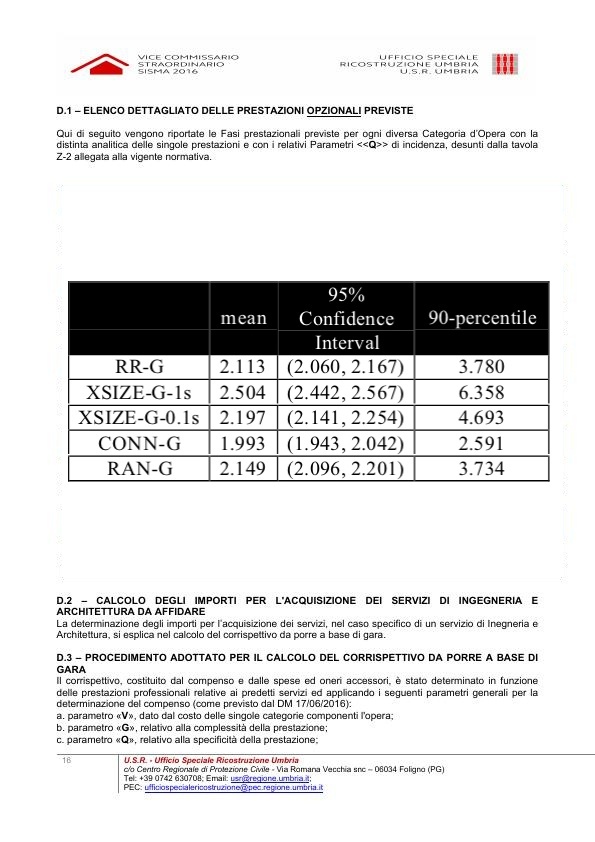 VICE COMMISSARIO
STRAORDINARIO
SISMA 2016
UFFICIO SPECIALE
RICOSTRUZIONE UMBRIA
U.S.R. UMBRIA
D.1 – ELENCO DETTAGLIATO DELLE PRESTAZIONI OPZIONALI PREVISTE
Qui di seguito vengono riportate le Fasi prestazionali previste per ogni diversa Categoria d'Opera con la
distinta analitica delle singole prestazioni e con i relativi Parametri <<Q>> di incidenza, desunti dalla tavola
Z-2 allegata alla vigente normativa.
mean 95% Confidence Interval 90-percentile
RR-G 2.113 (2.060, 2.167) 3.780
XSIZE-G-1s 2.504 (2.442, 2.567) 6.358
XSIZE-G-0.1s 2.197 (2.141, 2.254) 4.693
CONN-G 1.993 (1.943, 2.042) 2.591
RAN-G 2.149 (2.096, 2.201) 3.734
D.2 – CALCOLO DEGLI IMPORTI PER L'ACQUISIZIONE DEI SERVIZI DI INGEGNERIA E
ARCHITETTURA DA AFFIDARE
La determinazione degli importi per l'acquisizione dei servizi, nel caso specifico di un servizio di Inegneria e
Architettura, si esplica nel calcolo del corrispettivo da porre a base di gara.
D.3 – PROCEDIMENTO ADOTTATO PER IL CALCOLO DEL CORRISPETTIVO DA PORRE A BASE DI
GARA
Il corrispettivo, costituito dal compenso e dalle spese ed oneri accessori, è stato determinato in funzione
delle prestazioni professionali relative ai predetti servizi ed applicando i seguenti parametri generali per la
determinazione del compenso (come previsto dal DM 17/06/2016):
a. parametro «V», dato dal costo delle singole categorie componenti l'opera;
b. parametro «G», relativo alla complessità della prestazione;
c. parametro «Q», relativo alla specificità della prestazione;
16
U.S.R. - Ufficio Speciale Ricostruzione Umbria
c/o Centro Regionale di Protezione Civile - Via Romana Vecchia snc – 06034 Foligno (PG)
Tel: +39 0742 630708; Email: usr@regione.umbria.it;
PEC: ufficiospecialericostruzione@pec.regione.umbria.it